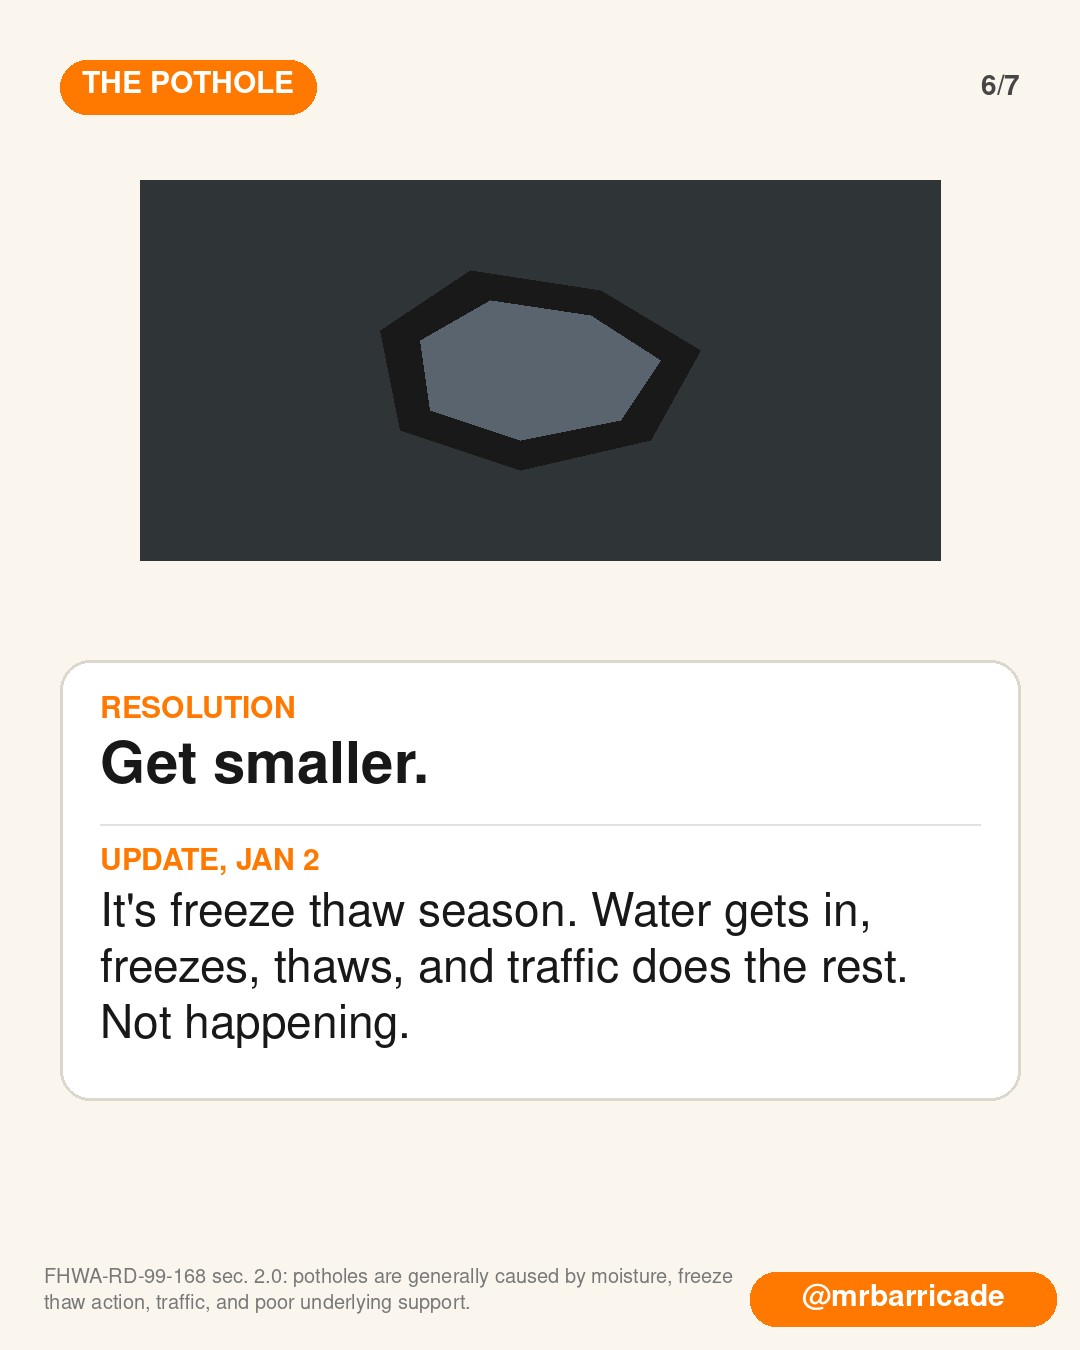 THE POTHOLE
6/7
RESOLUTION
Get smaller.
UPDATE, JAN 2
It's freeze thaw season. Water gets in,
freezes, thaws, and traffic does the rest.
Not happening.
FHWA-RD-99-168 sec. 2.0: potholes are generally caused by moisture, freeze
thaw action, traffic, and poor underlying support.
@mrbarricade